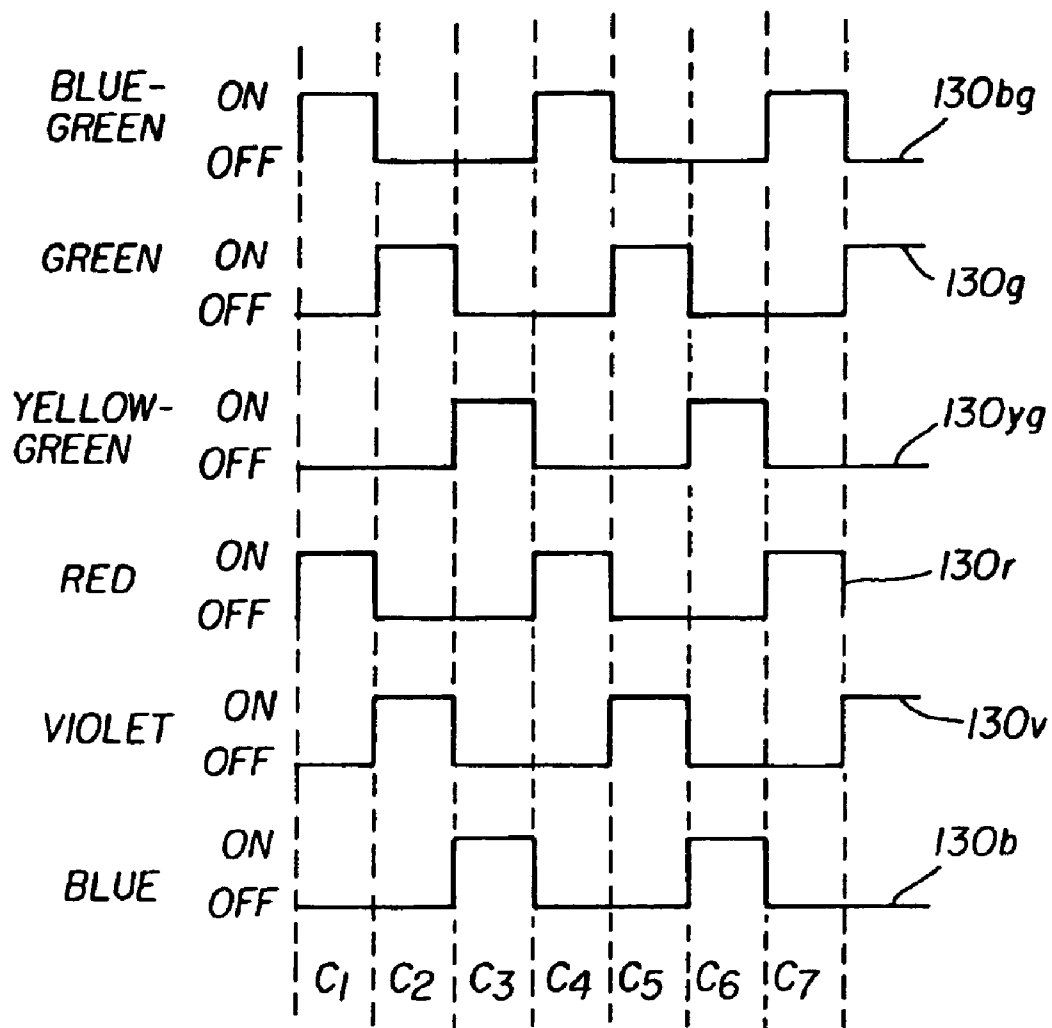 BLUE-
GREEN
ON
OFF
130bg
GREEN
ON
OFF
130g
YELLOW-
GREEN
ON
OFF
130yg
RED
ON
OFF
130r
VIOLET
ON
OFF
130v
BLUE
ON
OFF
130b
C1 C2 C3 C4 C5 C6 C7